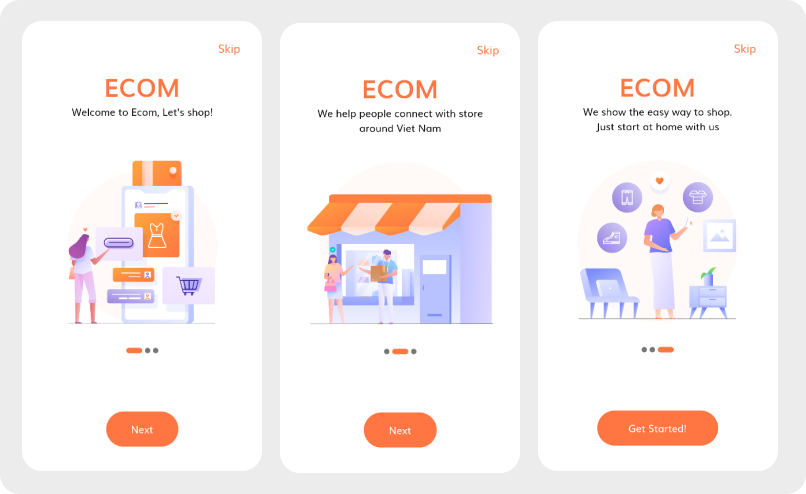 Skip
ECOM
Welcome to Ecom, Let's shop!
Next
Skip
ECOM
We help people connect with store
around Viet Nam
Next
Skip
ECOM
We show the easy way to shop.
Just start at home with us
Get Started!